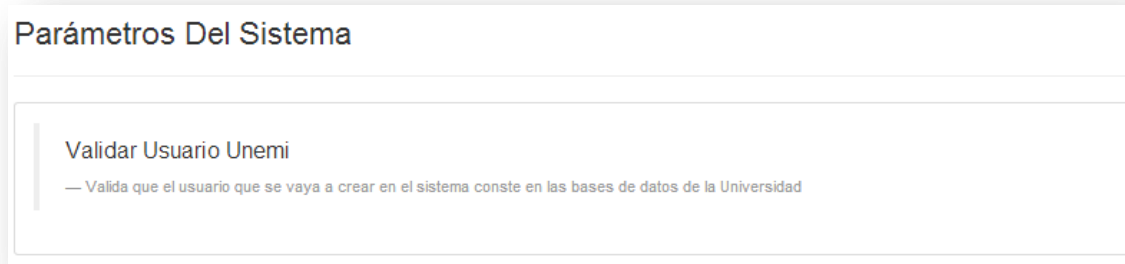 Parámetros Del Sistema
Validar Usuario Unemi
— Valida que el usuario que se vaya a crear en el sistema conste en las bases de datos de la Universidad